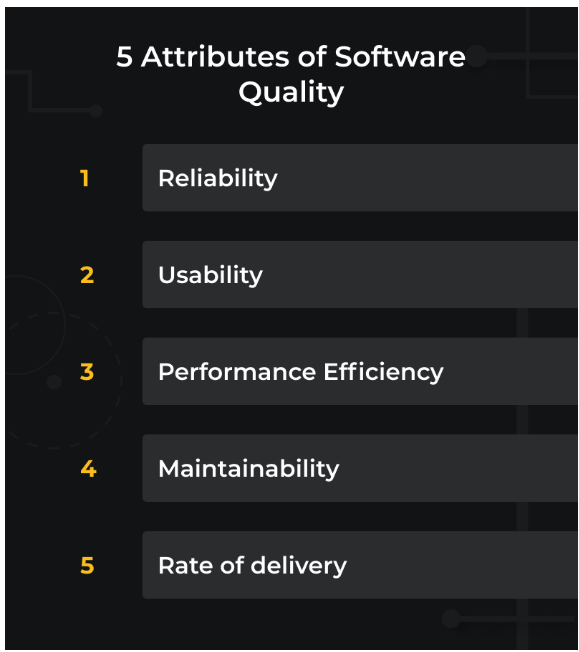 5 Attributes of Software
Quality
1 Reliability
2 Usability
3 Performance Efficiency
4 Maintainability
5 Rate of delivery